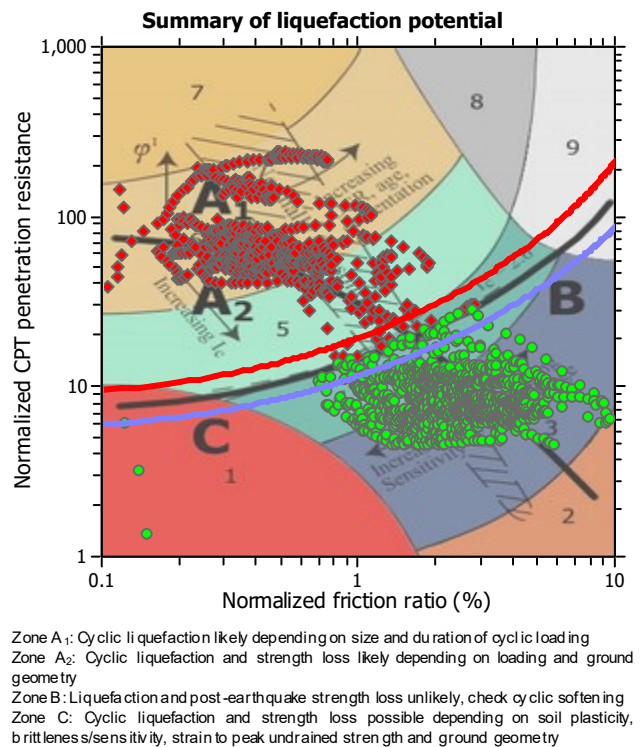 Summary of liquefaction potential
1,000
7
8
φ'
9
Increasing
age,
A1
100
Normalized CPT penetration resistance
A2
Increasing Ic
5
Ic
B
10
C
3
Sensitivity
1
2
1
0.1
1
10
Normalized friction ratio (%)
Zone A1: Cyclic liquefaction likely depending on size and duration of cyclic loading
Zone A2: Cyclic liquefaction and strength loss likely depending on loading and ground
geometry
Zone B: Liquefaction and post-earthquake strength loss unlikely, check cyclic softening
Zone C: Cyclic liquefaction and strength loss possible depending on soil plasticity,
brittleness/sensitivity, strain to peak undrained strength and ground geometry